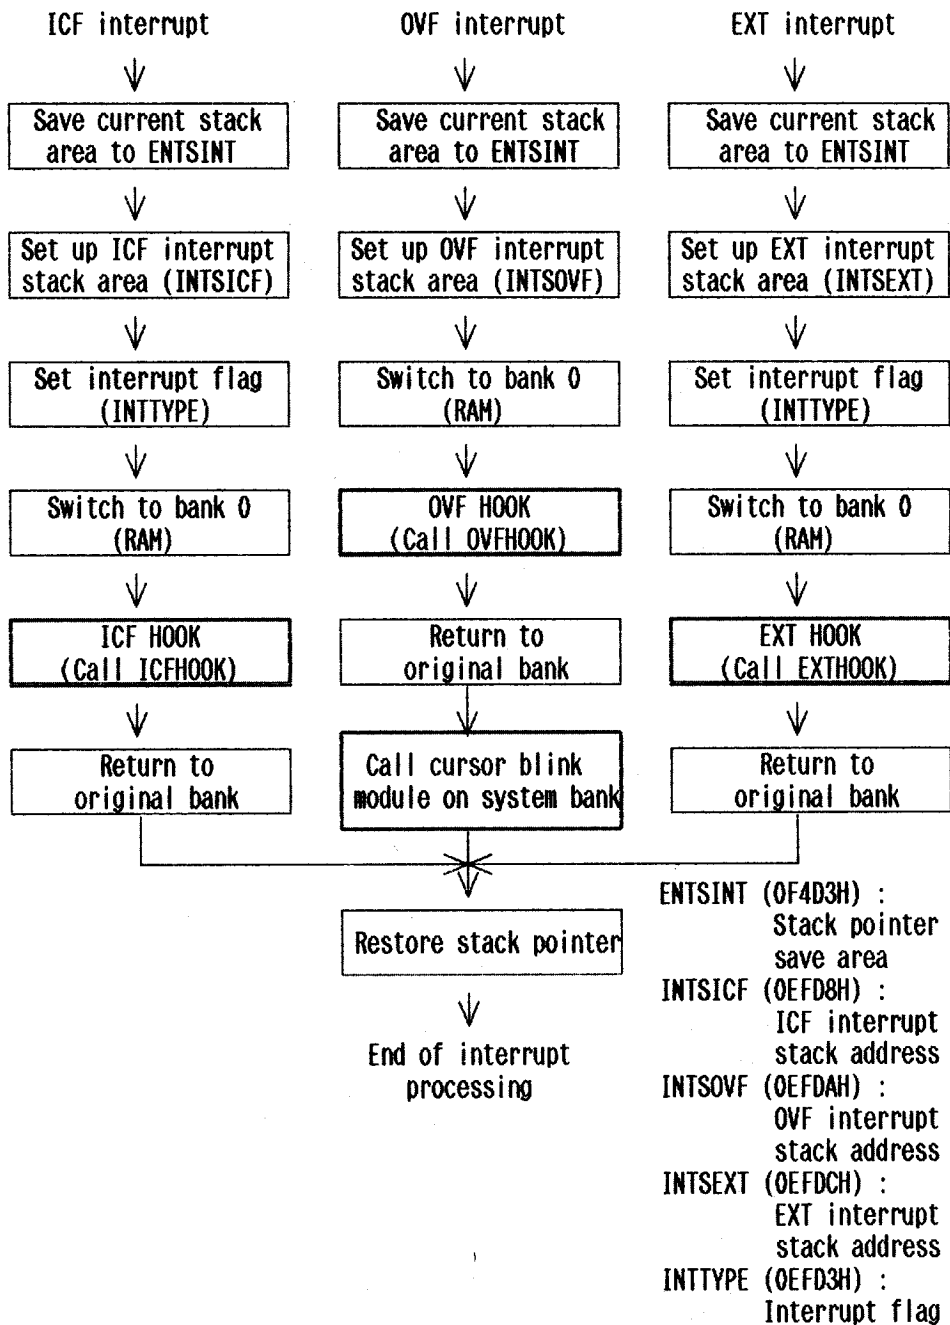 ICF interrupt
Save current stack
area to ENTSINT
Set up ICF interrupt
stack area (INTSICF)
Set interrupt flag
(INTTYPE)
Switch to bank 0
(RAM)
ICF HOOK
(Call ICFHOOK)
Return to
original bank
OVF interrupt
Save current stack
area to ENTSINT
Set up OVF interrupt
stack area (INTSOVF)
Switch to bank 0
(RAM)
OVF HOOK
(Call OVFHOOK)
Return to
original bank
Call cursor blink
module on system bank
EXT interrupt
Save current stack
area to ENTSINT
Set up EXT interrupt
stack area (INTSEXT)
Set interrupt flag
(INTTYPE)
Switch to bank 0
(RAM)
EXT HOOK
(Call EXTHOOK)
Return to
original bank
Restore stack pointer
End of interrupt
processing
ENTSINT (0F4D3H) :
Stack pointer
save area
INTSICF (0EFD8H) :
ICF interrupt
stack address
INTSOVF (0EFDAH) :
OVF interrupt
stack address
INTSEXT (0EFDCH) :
EXT interrupt
stack address
INTTYPE (0EFD3H) :
Interrupt flag